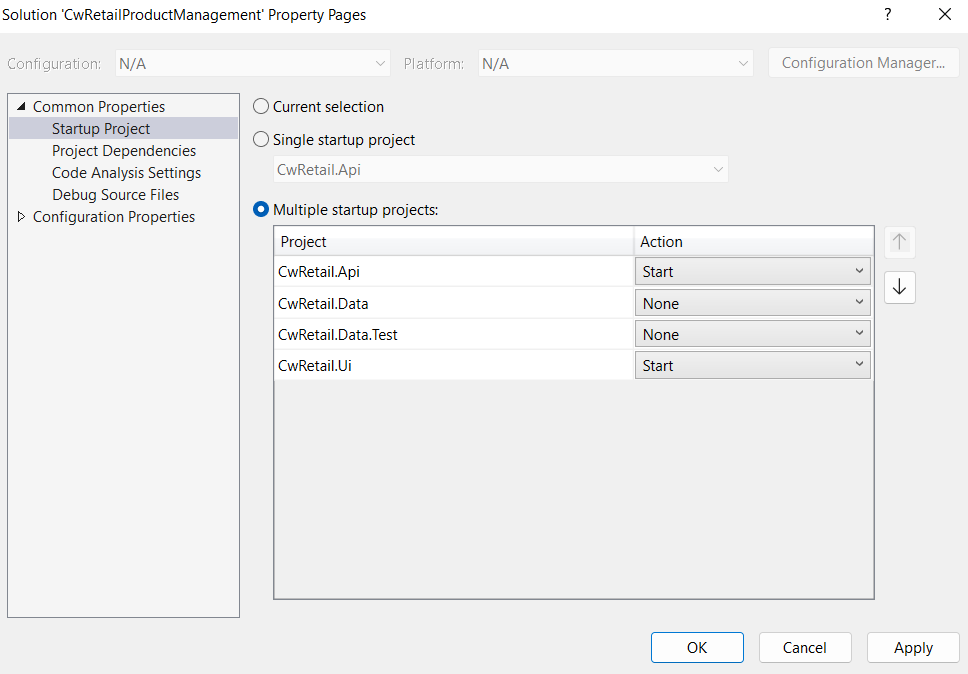 Solution 'CwRetailProductManagement' Property Pages
?
Configuration: N/A Platform: N/A Configuration Manager...
Common Properties
Startup Project
Project Dependencies
Code Analysis Settings
Debug Source Files
Configuration Properties
Current selection
Single startup project
CwRetail.Api
Multiple startup projects:
Project Action
CwRetail.Api Start
CwRetail.Data None
CwRetail.Data.Test None
CwRetail.Ui Start
OK Cancel Apply